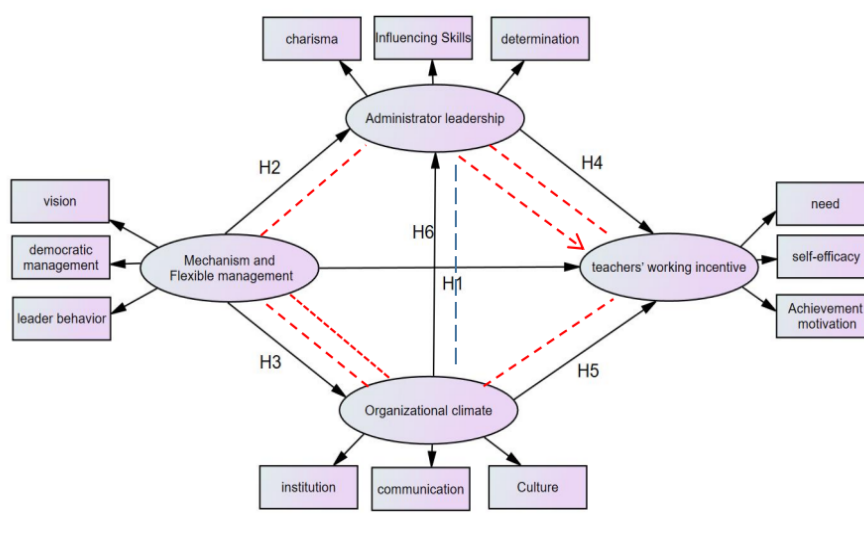 charisma
Influencing Skills
determination
Administrator leadership
H2
H4
vision
need
democratic
management
H6
Mechanism and
Flexible management
teachers' working incentive
self-efficacy
H1
leader behavior
Achievement
motivation
H3
H5
Organizational climate
institution
communication
Culture